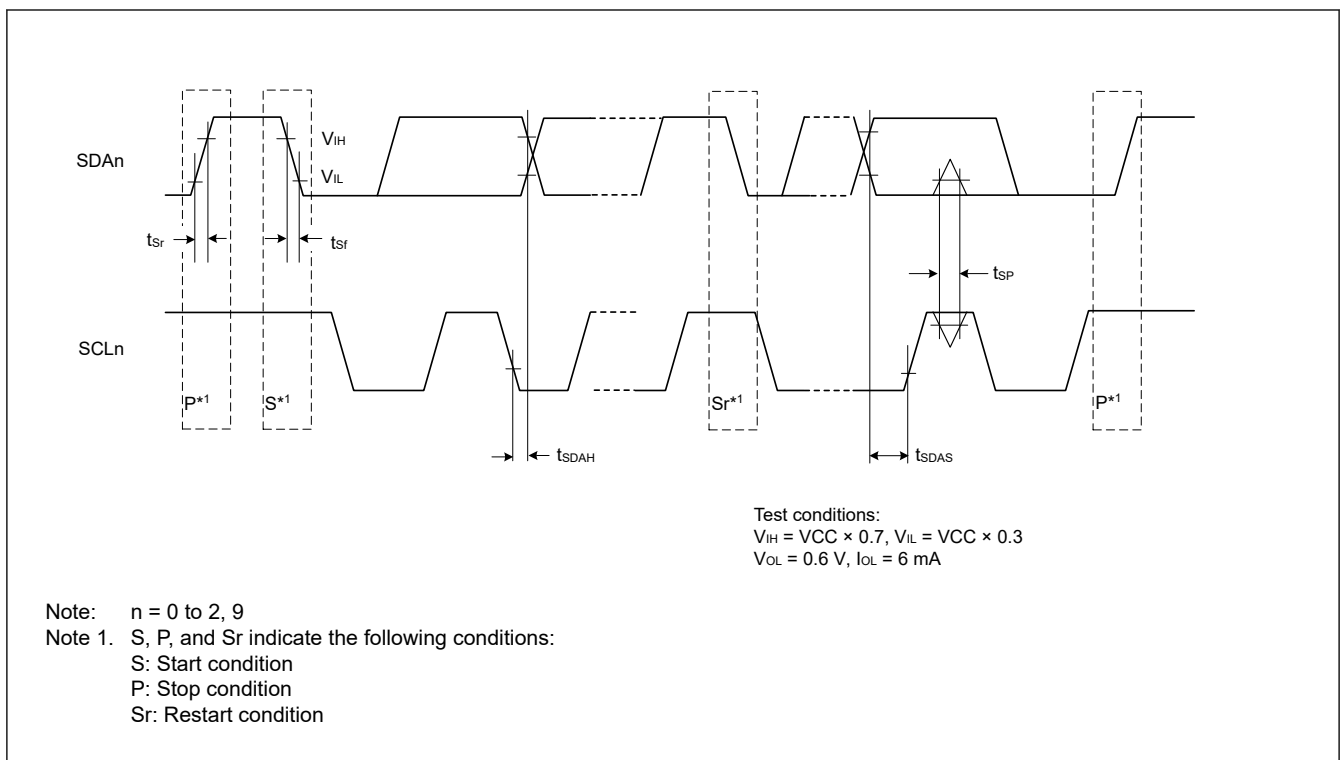 SDAn
VIH
VIL
tSr
tSf
tSP
SCLn
P*1
S*1
Sr*1
P*1
tSDAH
tSDAS
Test conditions:
VIH = VCC × 0.7, VIL = VCC × 0.3
VOL = 0.6 V, IOL = 6 mA
Note: n = 0 to 2, 9
Note 1. S, P, and Sr indicate the following conditions:
S: Start condition
P: Stop condition
Sr: Restart condition